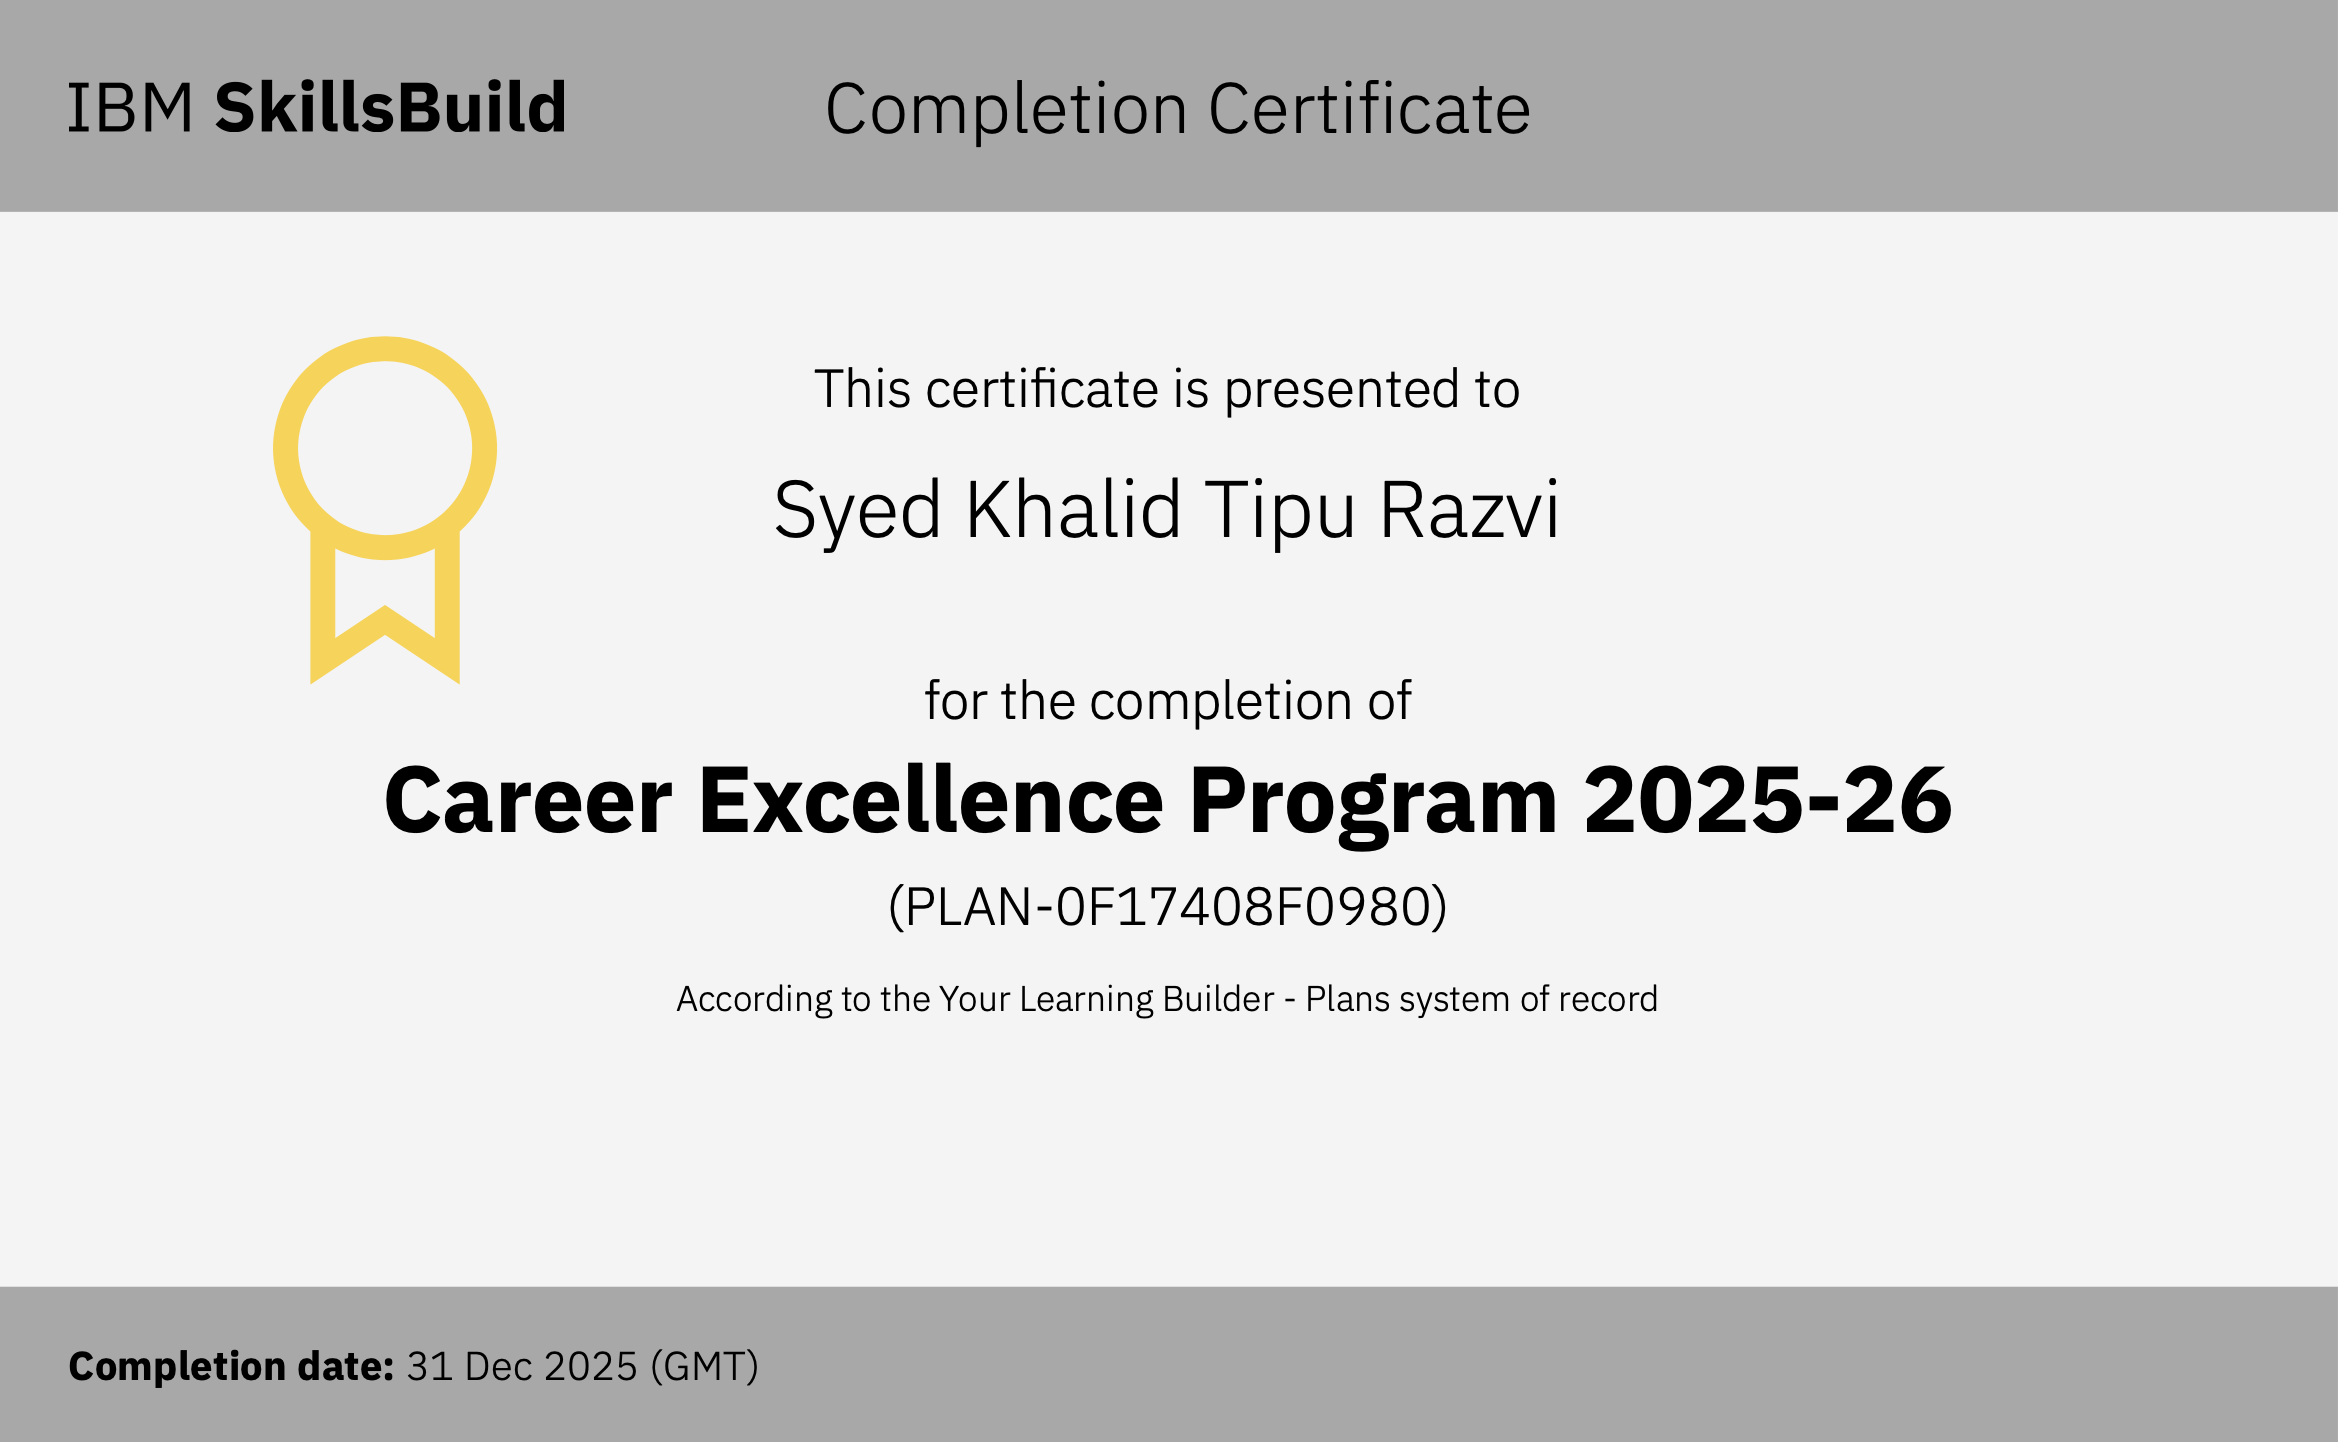 IBM SkillsBuild
Completion Certificate
This certificate is presented to
Syed Khalid Tipu Razvi
for the completion of
Career Excellence Program 2025-26
(PLAN-0F17408F0980)
According to the Your Learning Builder - Plans system of record
Completion date: 31 Dec 2025 (GMT)